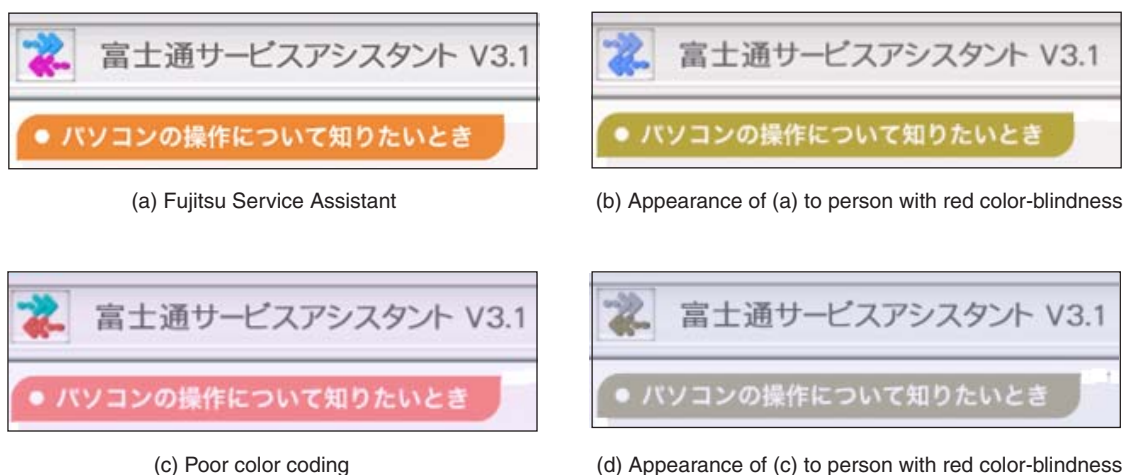 富士通サービスアシスタント V3.1
● パソコンの操作について知りたいとき
(a) Fujitsu Service Assistant
富士通サービスアシスタント V3.1
● パソコンの操作について知りたいとき
(b) Appearance of (a) to person with red color-blindness
富士通サービスアシスタント V3.1
● パソコンの操作について知りたいとき
(c) Poor color coding
富士通サービスアシスタント V3.1
● パソコンの操作について知りたいとき
(d) Appearance of (c) to person with red color-blindness